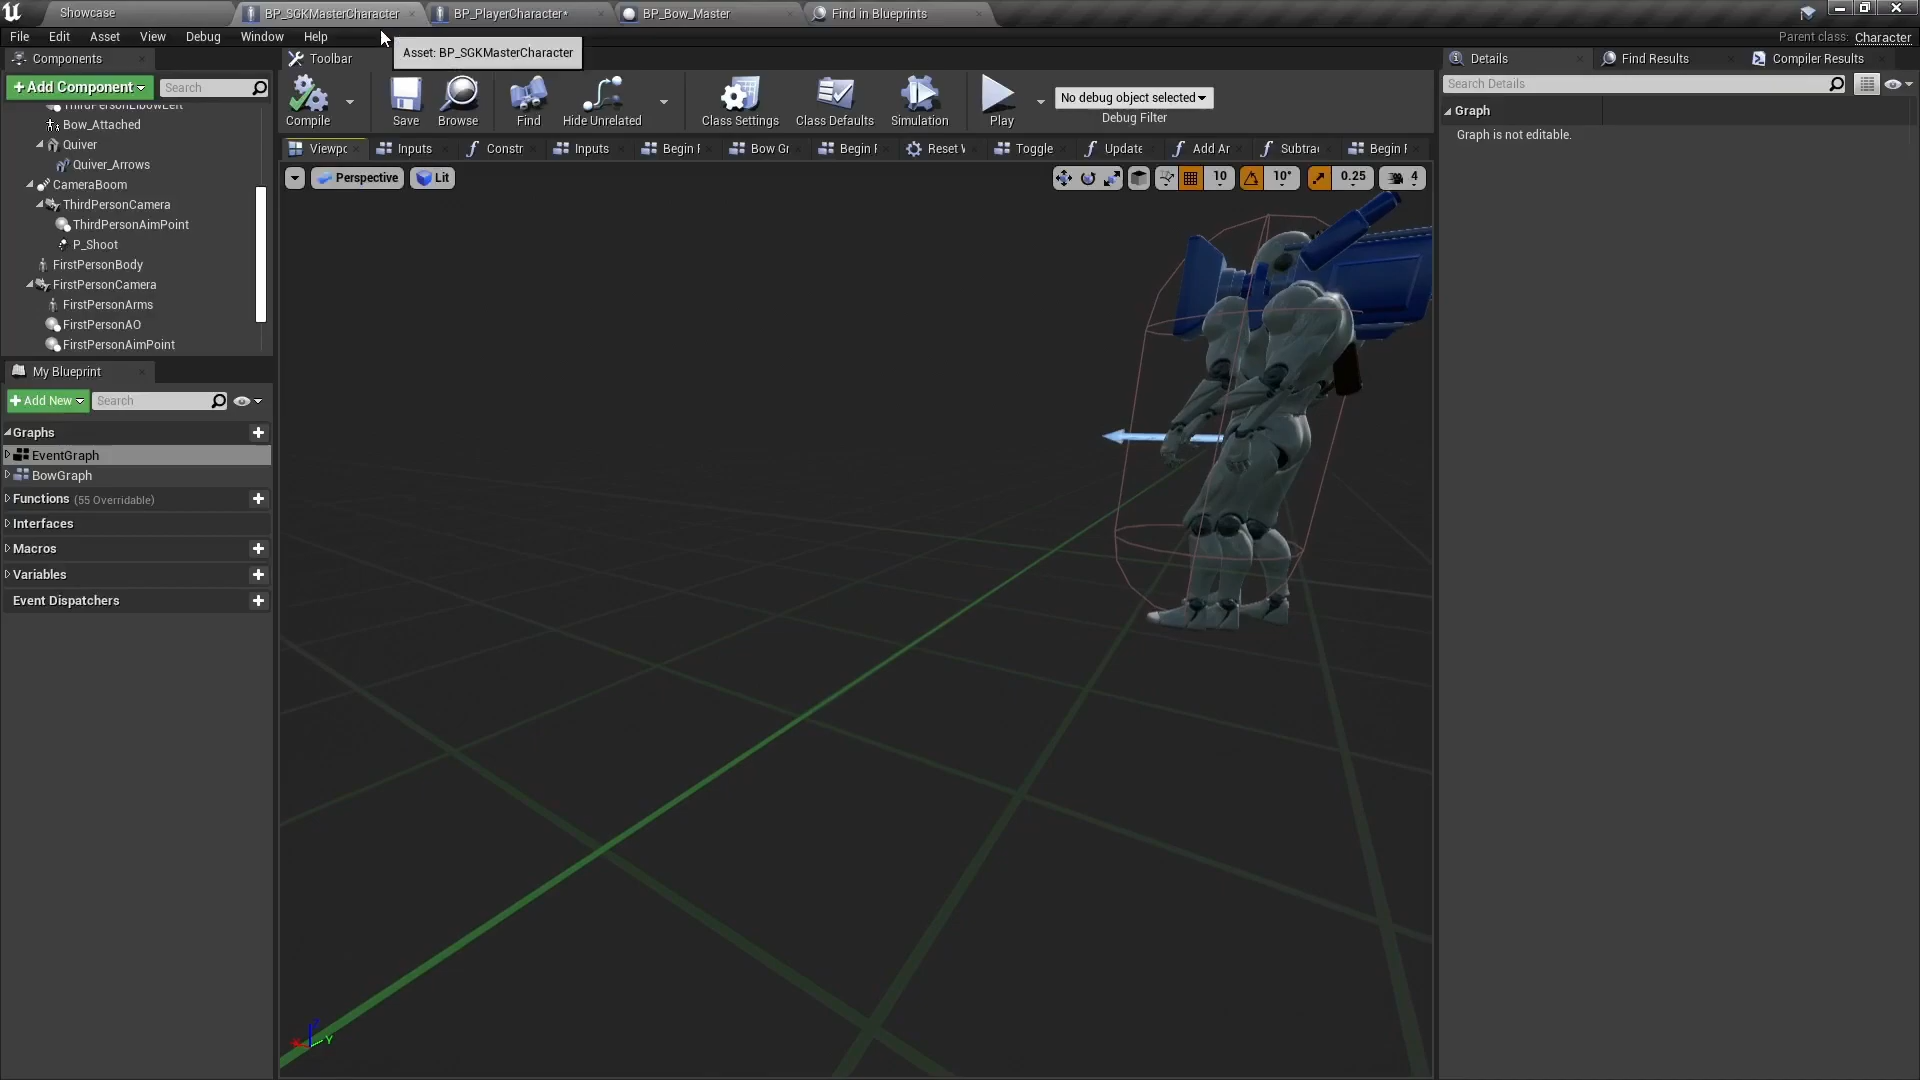 Showcase
BP_SGKMasterCharacter
BP_PlayerCharacter*
BP_Bow_Master
Find in Blueprints
File Edit Asset View Debug Window Help
Parent class: Character
Asset: BP_SGKMasterCharacter
Components
Toolbar
Details
Find Results
Compiler Results
+Add Component
Search
Compile
Save
Browse
Find
Hide Unrelated
Class Settings
Class Defaults
Simulation
Play
No debug object selected
Debug Filter
Search Details
Graph
Graph is not editable.
ThirdPersonElbowLeft
Bow_Attached
Quiver
Quiver_Arrows
CameraBoom
ThirdPersonCamera
ThirdPersonAimPoint
P_Shoot
FirstPersonBody
FirstPersonCamera
FirstPersonArms
FirstPersonAO
FirstPersonAimPoint
Viewpo
Inputs
Constr
Inputs
Begin F
Bow Gr
Begin F
Reset V
Toggle
Update
Add Ar
Subtra
Begin F
Perspective
Lit
10
10°
0.25
4
My Blueprint
+Add New
Search
Graphs
EventGraph
BowGraph
Functions (55 Overridable)
Interfaces
Macros
Variables
Event Dispatchers
Y